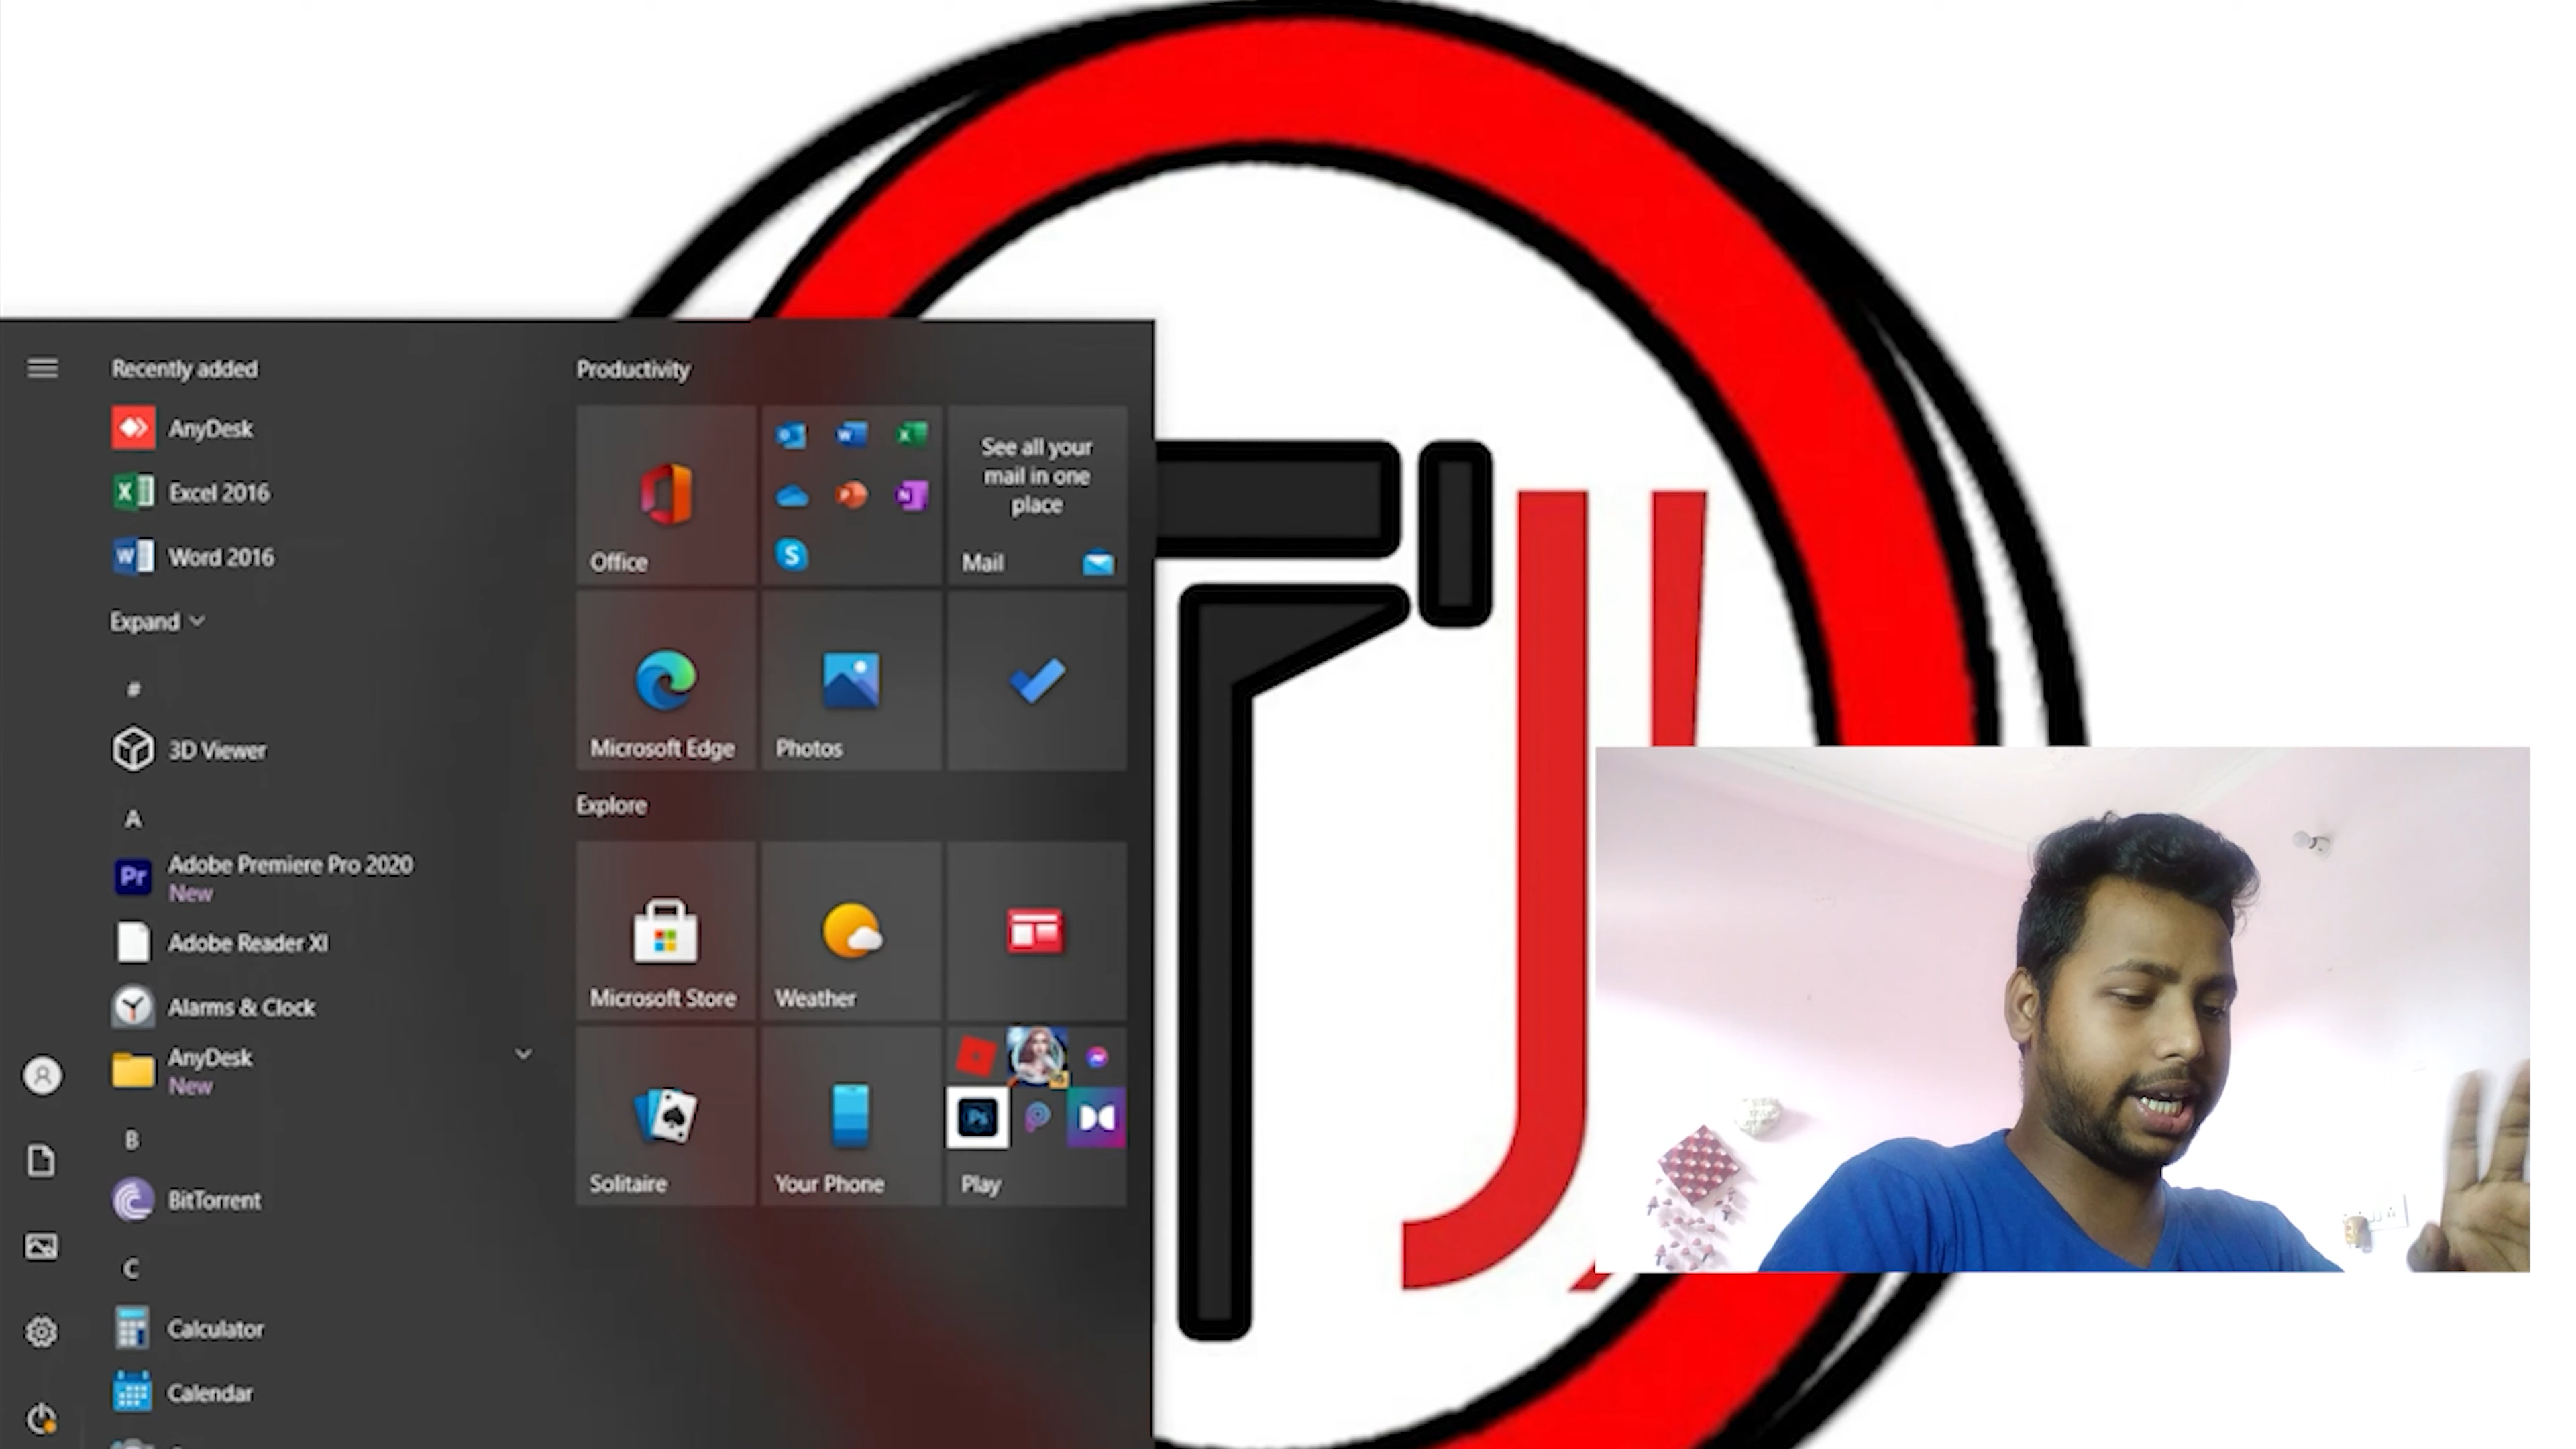 Recently added
AnyDesk
Excel 2016
Word 2016
Expand
#
3D Viewer
A
Adobe Premiere Pro 2020
New
Adobe Reader XI
Alarms & Clock
AnyDesk
New
B
BitTorrent
C
Calculator
Calendar
Productivity
Office
See all your
mail in one
place
Mail
Microsoft Edge
Photos
Explore
Microsoft Store
Weather
Solitaire
Your Phone
Play